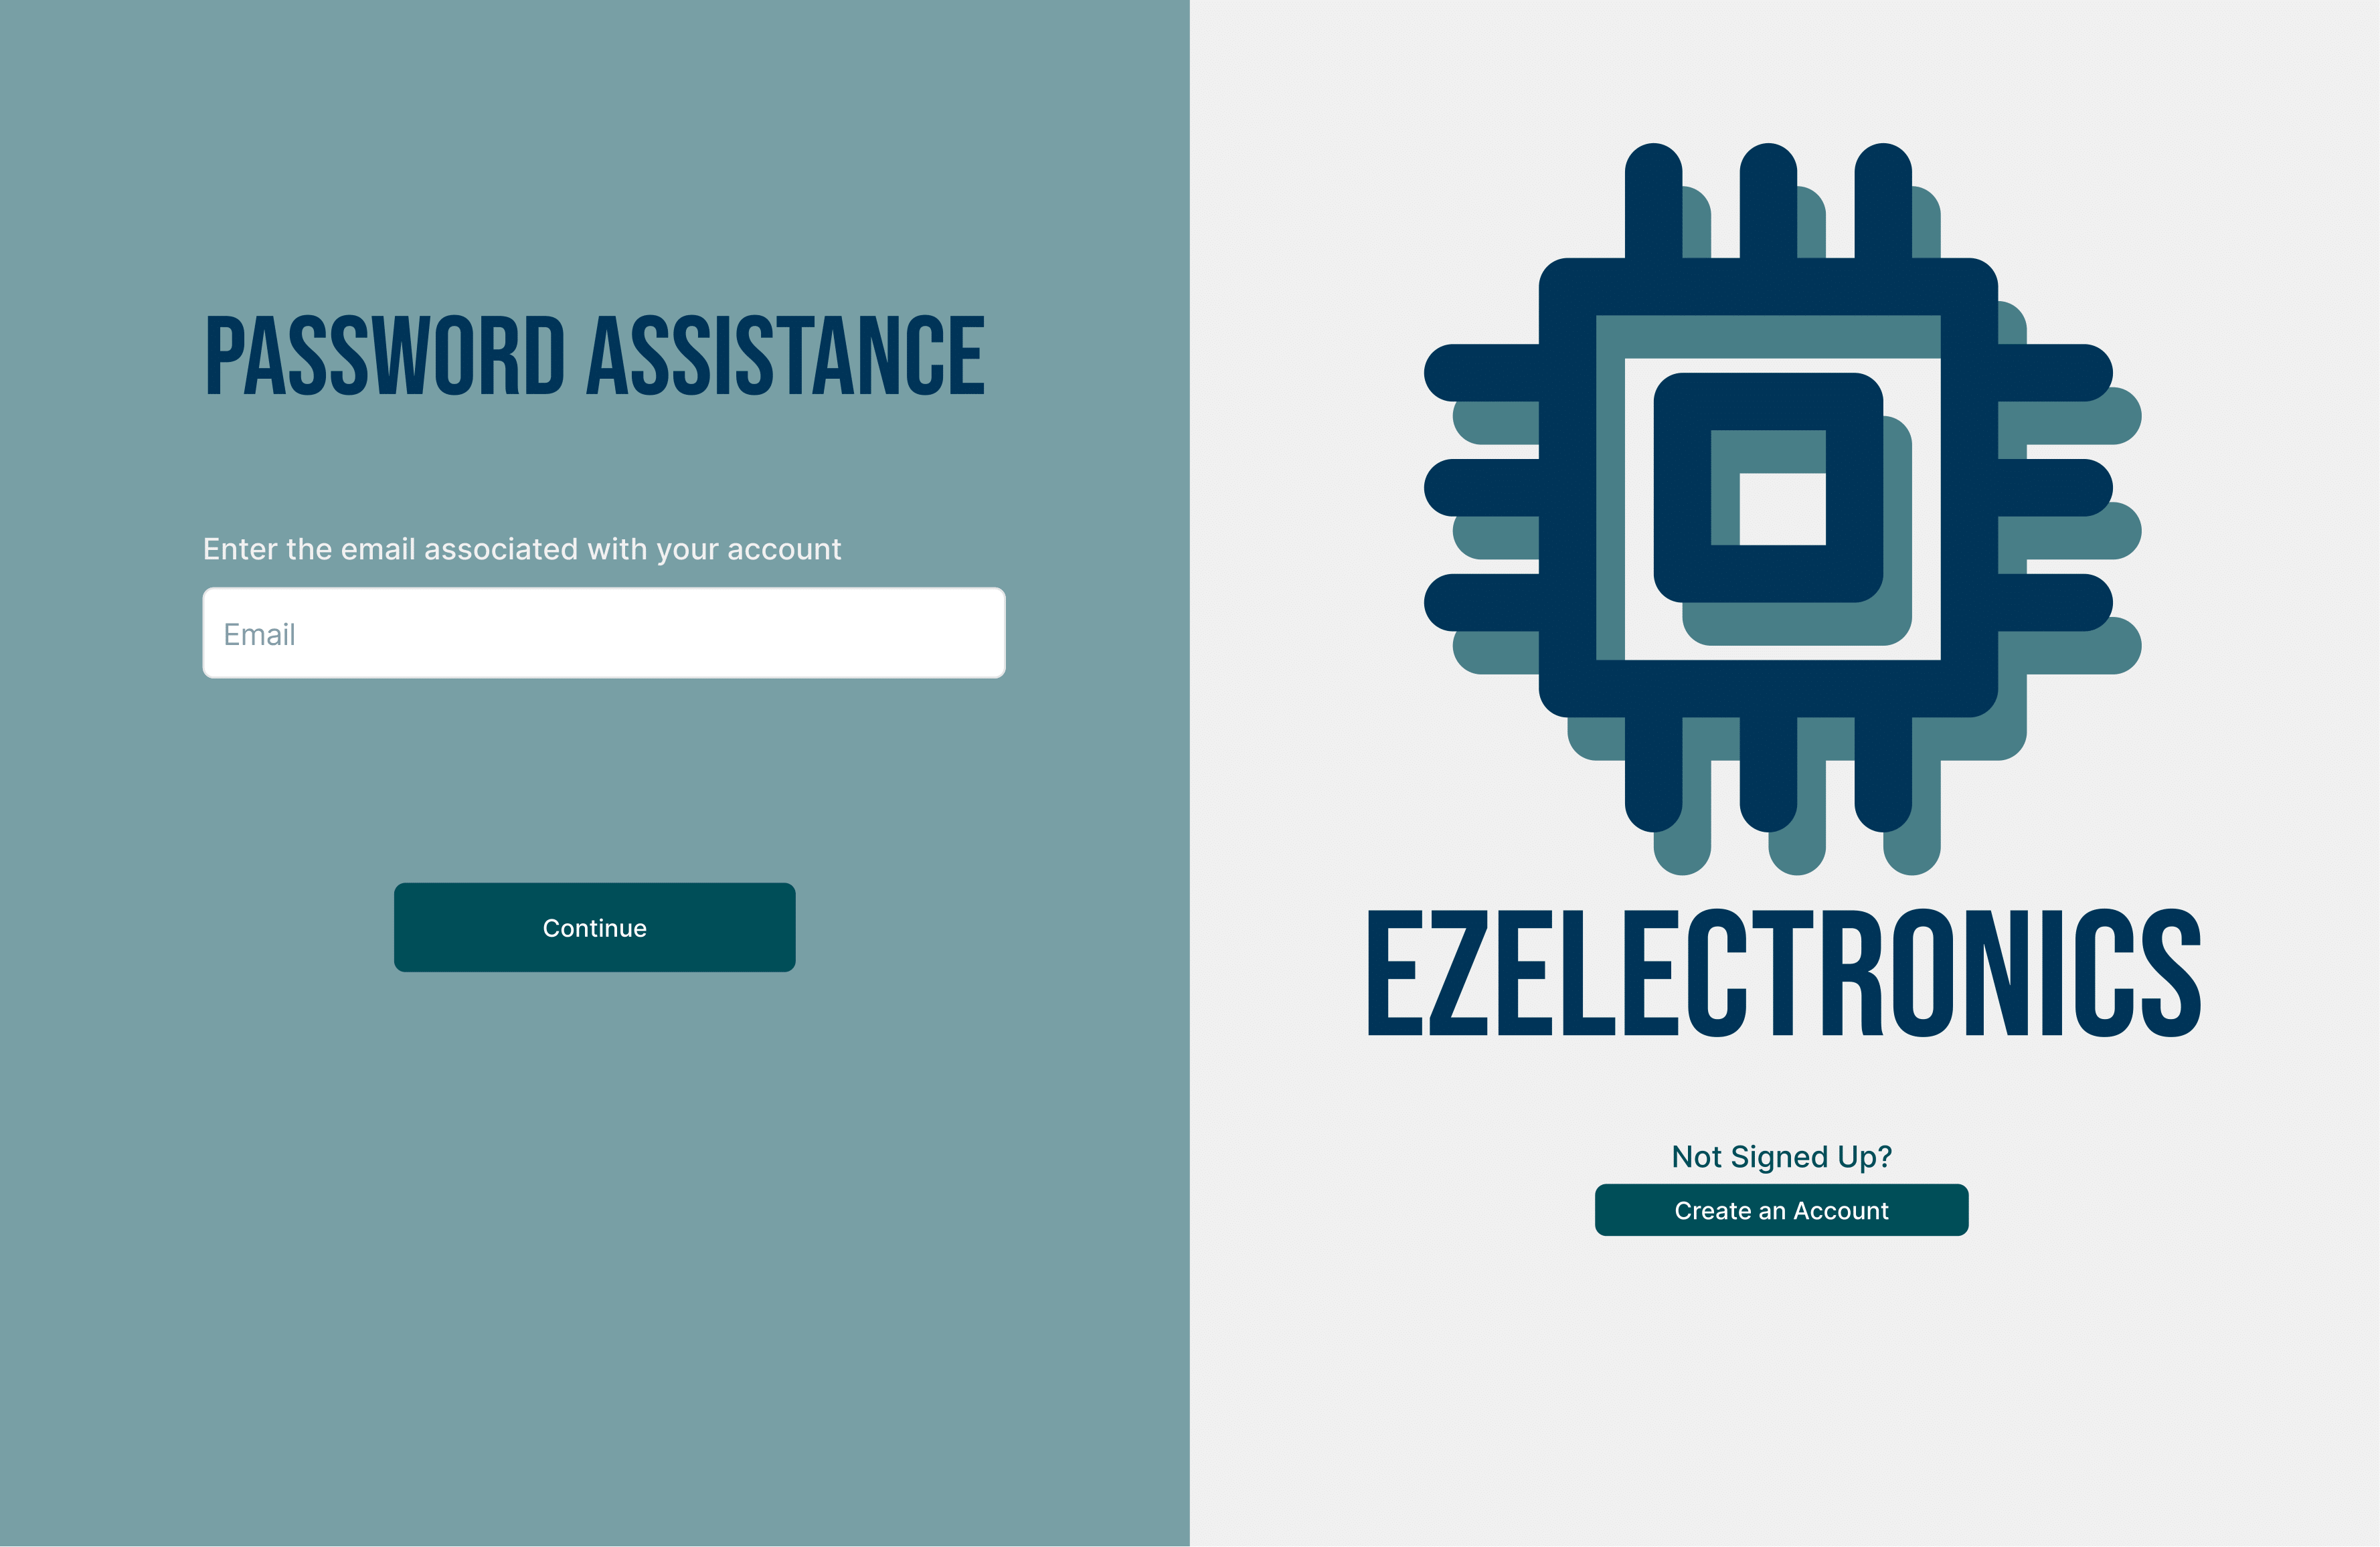 PASSWORD ASSISTANCE
Enter the email associated with your account
Email
Continue
EZELECTRONICS
Not Signed Up?
Create an Account